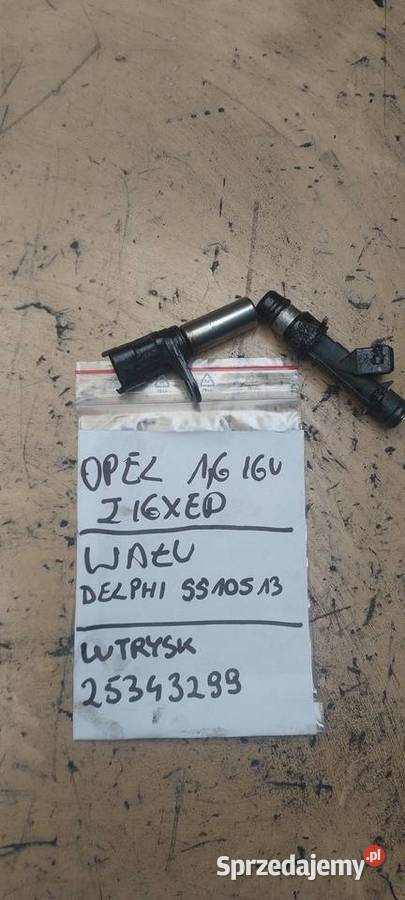 OPEL 1,6 16V
Z16XEP
WAŁU
DELPHI SS10513
WTRYSK
25343299
Sprzedajemy.pl